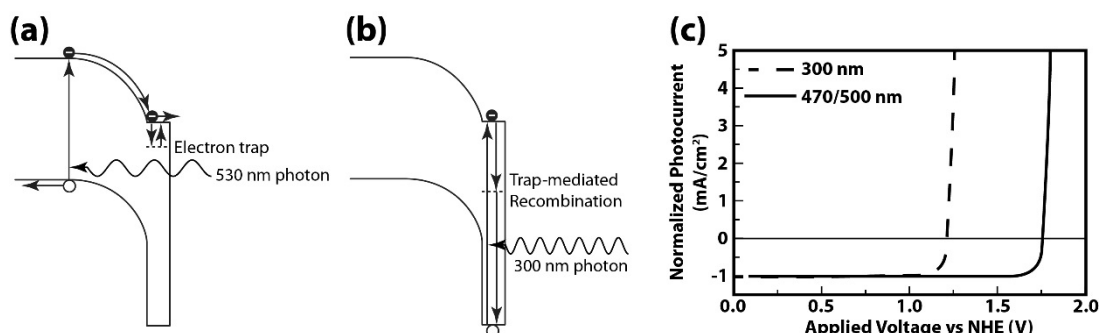 (a)
Electron trap
530 nm photon
(b)
Trap-mediated
Recombination
300 nm photon
(c)
Normalized Photocurrent
(mA/cm²)
5
4
3
2
1
0
-1
300 nm
470/500 nm
0.0
0.5
1.0
1.5
2.0
Applied Voltage vs NHE (V)